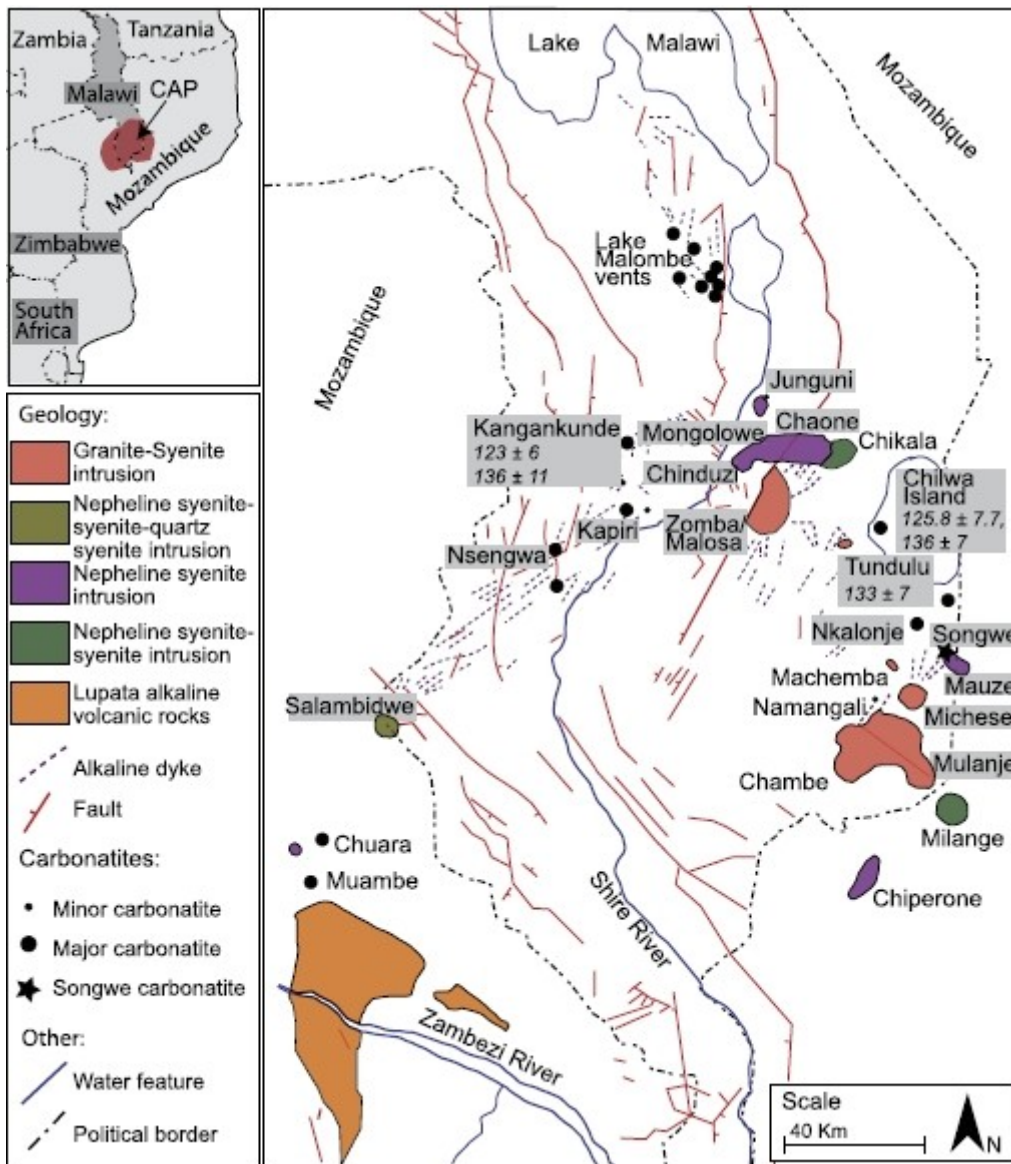 Zambia
Tanzania
Malawi
CAP
Mozambique
Zimbabwe
South
Africa
Geology:
Granite-Syenite
intrusion
Nepheline syenite-
syenite-quartz
syenite intrusion
Nepheline syenite
intrusion
Nepheline syenite-
syenite intrusion
Lupata alkaline
volcanic rocks
Alkaline dyke
Fault
Carbonatites:
Minor carbonatite
Major carbonatite
Songwe carbonatite
Other:
Water feature
Political border
Lake Malawi
Mozambique
Mozambique
Lake
Malombe
vents
Junguni
Chaone
Chikala
Kangankunde
123 ± 6
136 ± 11
Mongolowe
Chinduzi
Kapiri
Nsengwa
Zomba/
Malosa
Chilwa
Island
125.8 ± 7.7,
136 ± 7
Tundulu
133 ± 7
Nkalonje
Songwe
Machemba
Mauze
Namangali
Michese
Salambidwe
Chambe
Mulanje
Milange
Chiperone
Chuara
Muambe
Shire River
Zambezi River
Scale
40 Km
N